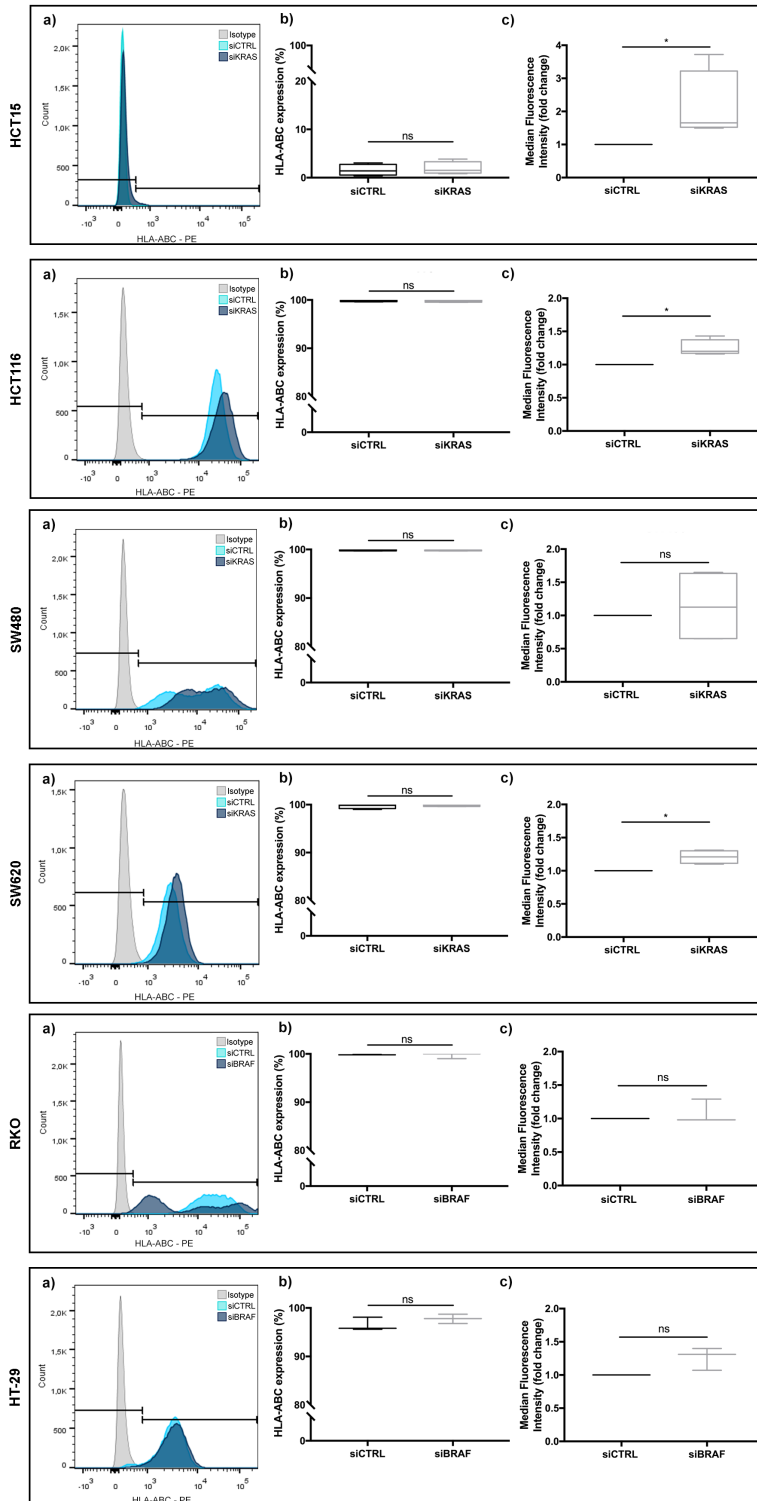 HCT15
a)
Isotype
siCTRL
siKRAS
2,0K
1,5K
1,0K
500
0
Count
-10³ 0 10³ 10⁴ 10⁵
HLA-ABC - PE
b)
HLA-ABC expression (%)
100
20
10
0
ns
siCTRL siKRAS
c)
Median Fluorescence
Intensity (fold change)
4
3
2
1
0
*
siCTRL siKRAS
HCT116
a)
Isotype
siCTRL
siKRAS
1,5K
1,0K
500
0
Count
-10³ 0 10³ 10⁴ 10⁵
HLA-ABC - PE
b)
HLA-ABC expression (%)
100
90
80
0
ns
siCTRL siKRAS
c)
Median Fluorescence
Intensity (fold change)
2.0
1.5
1.0
0.5
0.0
*
siCTRL siKRAS
SW480
a)
Isotype
siCTRL
siKRAS
2,0K
1,5K
1,0K
500
0
Count
-10³ 0 10³ 10⁴ 10⁵
HLA-ABC - PE
b)
HLA-ABC expression (%)
100
90
80
0
ns
siCTRL siKRAS
c)
Median Fluorescence
Intensity (fold change)
2.0
1.5
1.0
0.5
0.0
ns
siCTRL siKRAS
SW620
a)
Isotype
siCTRL
siKRAS
1,5K
1,0K
500
0
Count
-10³ 0 10³ 10⁴ 10⁵
HLA-ABC - PE
b)
HLA-ABC expression (%)
100
90
80
0
ns
siCTRL siKRAS
c)
Median Fluorescence
Intensity (fold change)
2.0
1.5
1.0
0.5
0.0
*
siCTRL siKRAS
RKO
a)
Isotype
siCTRL
siBRAF
2,0K
1,5K
1,0K
500
0
Count
-10³ 0 10³ 10⁴ 10⁵
HLA-ABC - PE
b)
HLA-ABC expression (%)
100
90
80
0
ns
siCTRL siBRAF
c)
Median Fluorescence
Intensity (fold change)
2.0
1.5
1.0
0.5
0.0
ns
siCTRL siBRAF
HT-29
a)
Isotype
siCTRL
siBRAF
2,0K
1,5K
1,0K
500
0
Count
-10³ 0 10³ 10⁴ 10⁵
HLA-ABC - PE
b)
HLA-ABC expression (%)
100
90
80
0
ns
siCTRL siBRAF
c)
Median Fluorescence
Intensity (fold change)
2.0
1.5
1.0
0.5
0.0
ns
siCTRL siBRAF